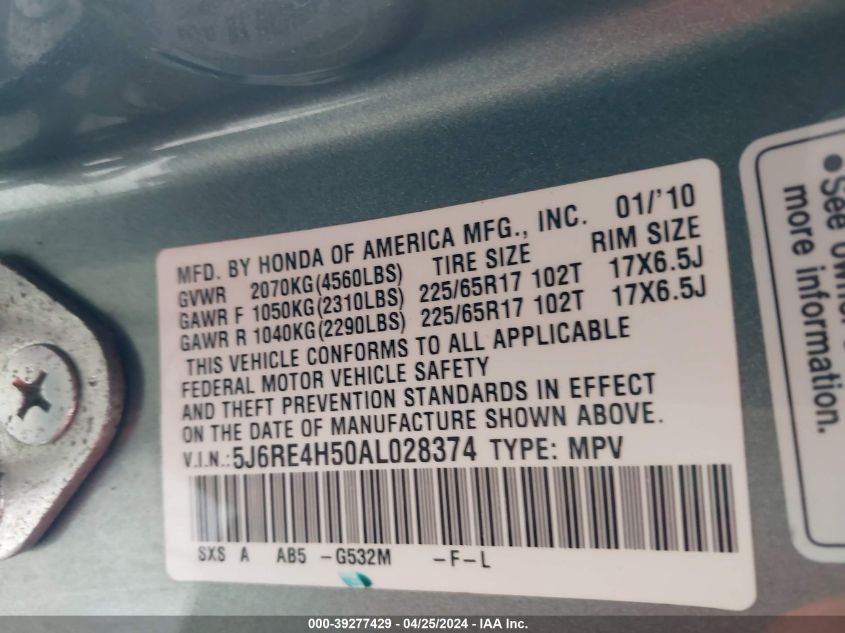 MFD. BY HONDA OF AMERICA MFG., INC. 01/'10
GVWR 2070KG(4560LBS) TIRE SIZE RIM SIZE
GAWR F 1050KG(2310LBS) 225/65R17 102T 17X6.5J
GAWR R 1040KG(2290LBS) 225/65R17 102T 17X6.5J
THIS VEHICLE CONFORMS TO ALL APPLICABLE
FEDERAL MOTOR VEHICLE SAFETY
AND THEFT PREVENTION STANDARDS IN EFFECT
ON THE DATE OF MANUFACTURE SHOWN ABOVE.
V.I.N.:5J6RE4H50AL028374 TYPE: MPV
SXS A AB5 -G532M -F-L
•See
more information.
000-39277429 - 04/25/2024 - IAA Inc.